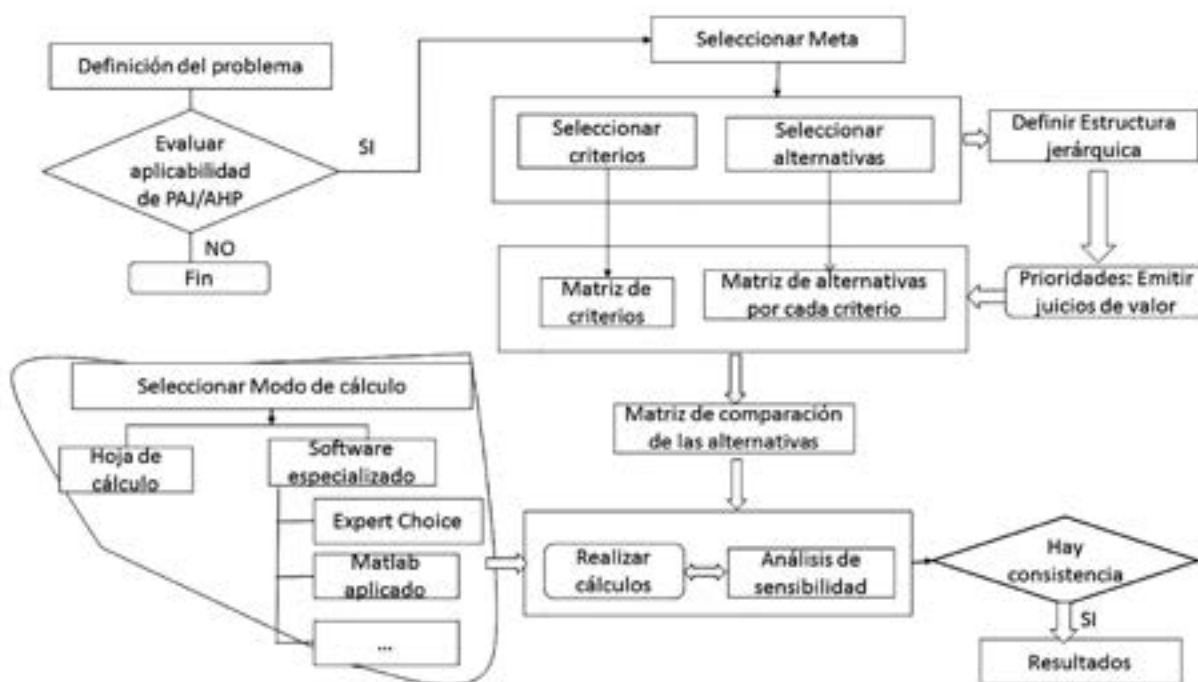 Definición del problema
Evaluar
aplicabilidad
de PAJ/AHP
SI
NO
Fin
Seleccionar Meta
Seleccionar
criterios
Seleccionar
alternativas
Definir Estructura
jerárquica
Matriz de
criterios
Matriz de alternativas
por cada criterio
Prioridades: Emitir
juicios de valor
Matriz de comparación
de las alternativas
Seleccionar Modo de cálculo
Hoja de
cálculo
Software
especializado
Expert Choice
Matlab
aplicado
...
Realizar
cálculos
Análisis de
sensibilidad
Hay
consistencia
SI
Resultados